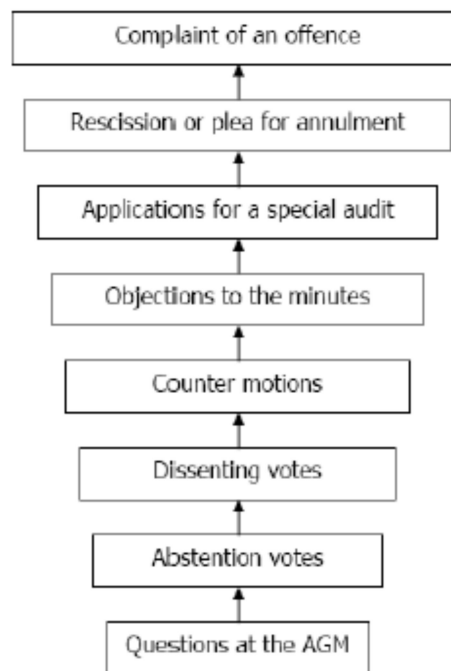 Complaint of an offence
Rescission or plea for annulment
Applications for a special audit
Objections to the minutes
Counter motions
Dissenting votes
Abstention votes
Questions at the AGM